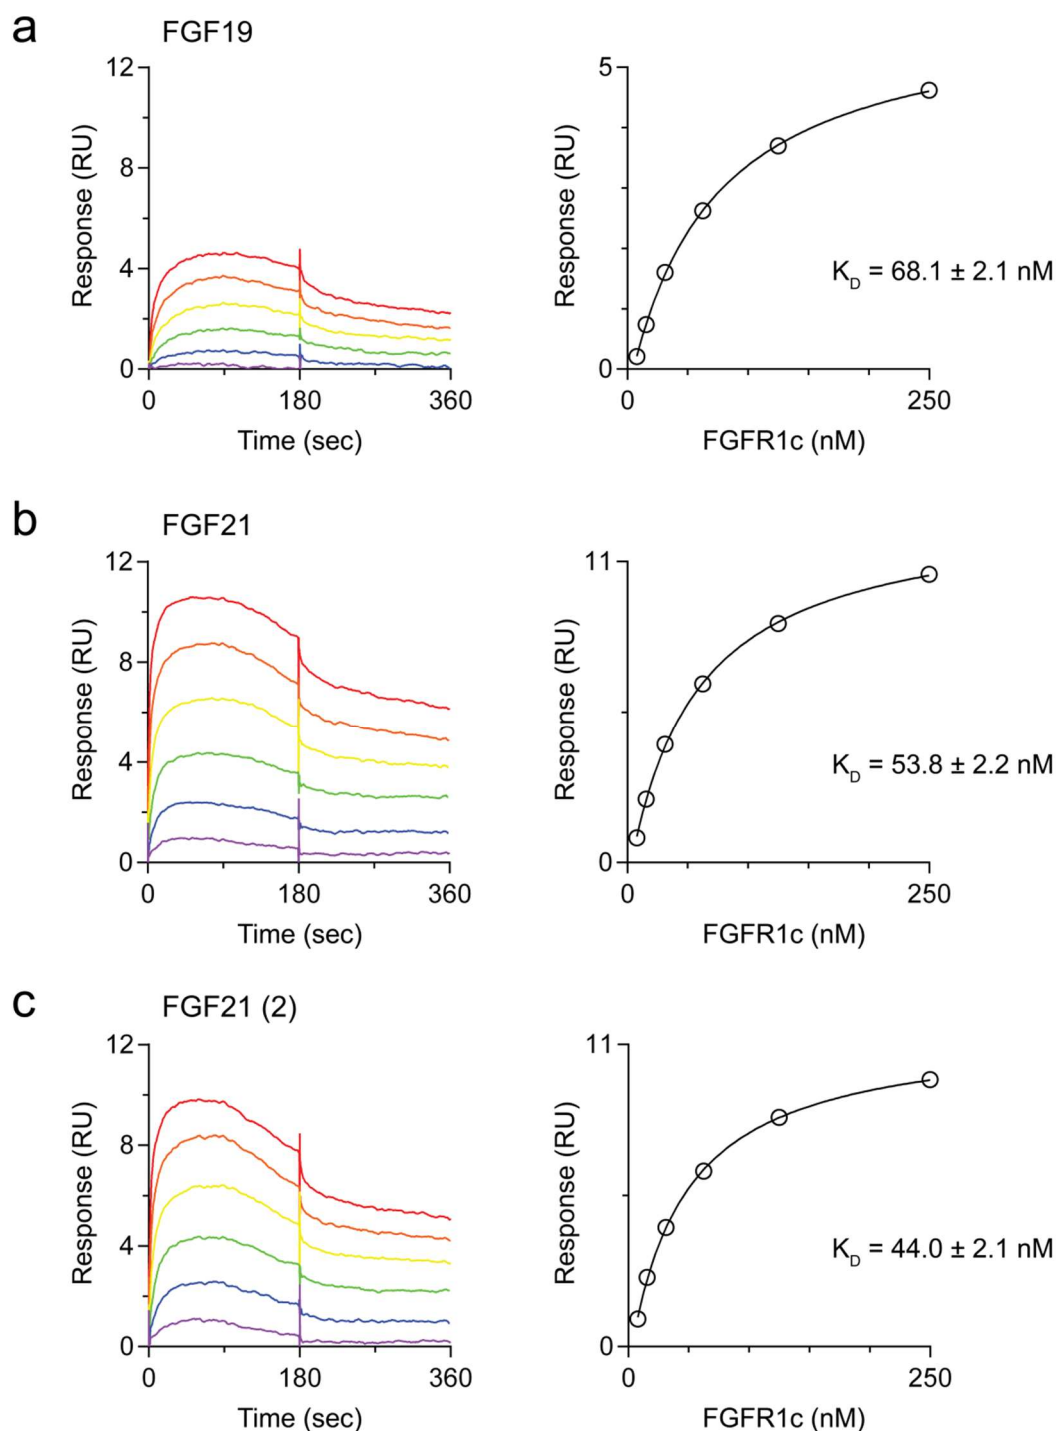 a
FGF19
12
8
4
0
Response (RU)
0
180
360
Time (sec)
5
0
Response (RU)
0
250
FGFR1c (nM)
K_D = 68.1 ± 2.1 nM
b
FGF21
12
8
4
0
Response (RU)
0
180
360
Time (sec)
11
0
Response (RU)
0
250
FGFR1c (nM)
K_D = 53.8 ± 2.2 nM
c
FGF21 (2)
12
8
4
0
Response (RU)
0
180
360
Time (sec)
11
0
Response (RU)
0
250
FGFR1c (nM)
K_D = 44.0 ± 2.1 nM